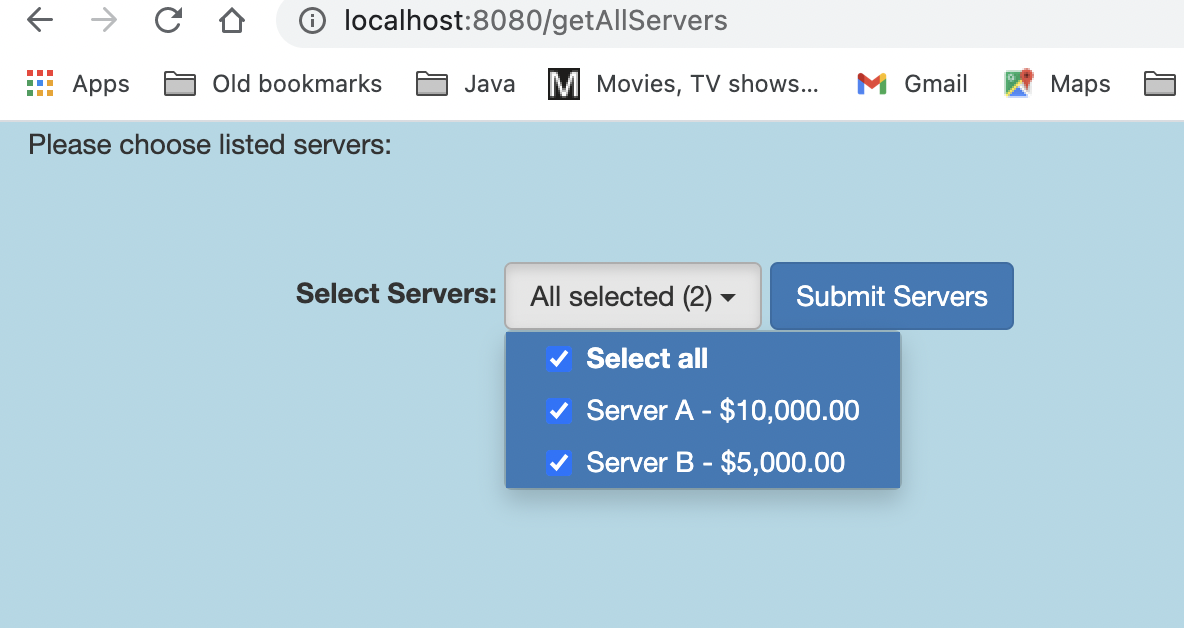 localhost:8080/getAllServers
Apps Old bookmarks Java M Movies, TV shows... Gmail Maps
Please choose listed servers:
Select Servers: All selected (2) Submit Servers
Select all
Server A - $10,000.00
Server B - $5,000.00